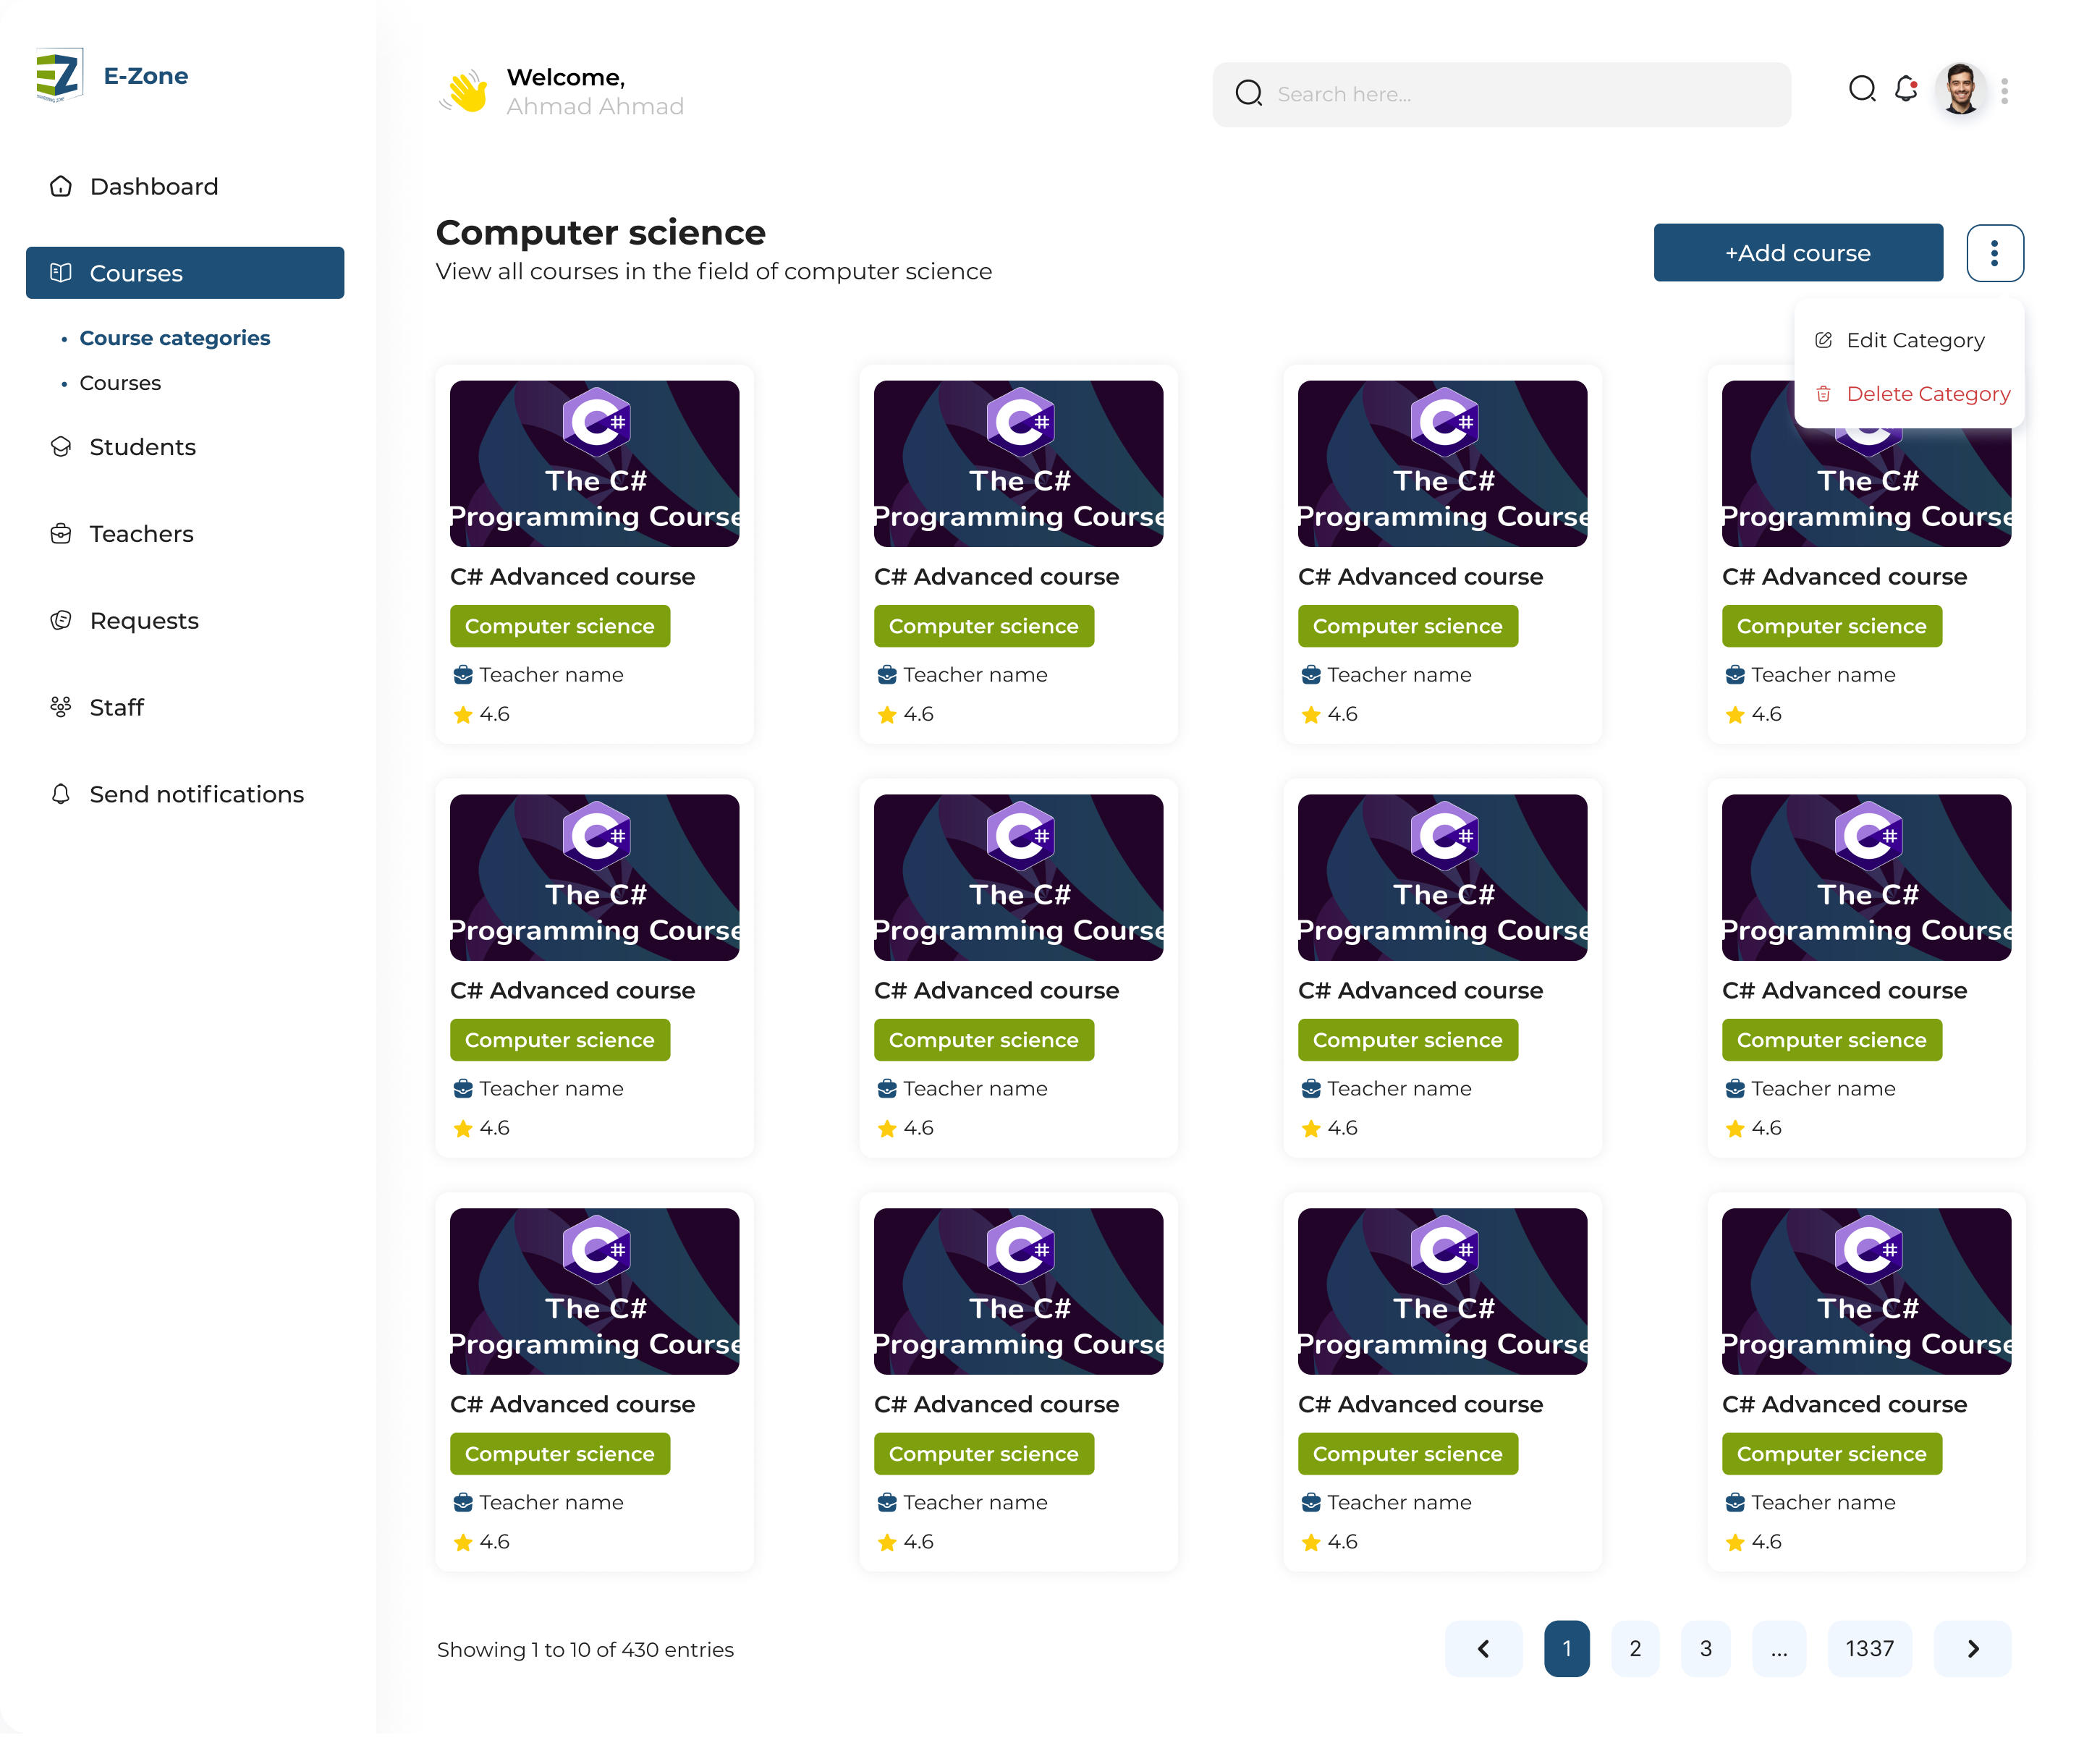 E-Zone
Welcome,
Ahmad Ahmad
Search here...
Dashboard
Courses
Course categories
Courses
Students
Teachers
Requests
Staff
Send notifications
Computer science
View all courses in the field of computer science
+Add course
Edit Category
Delete Category
The C#
Programming Course
C# Advanced course
Computer science
Teacher name
4.6
The C#
Programming Course
C# Advanced course
Computer science
Teacher name
4.6
The C#
Programming Course
C# Advanced course
Computer science
Teacher name
4.6
The C#
Programming Course
C# Advanced course
Computer science
Teacher name
4.6
The C#
Programming Course
C# Advanced course
Computer science
Teacher name
4.6
The C#
Programming Course
C# Advanced course
Computer science
Teacher name
4.6
The C#
Programming Course
C# Advanced course
Computer science
Teacher name
4.6
The C#
Programming Course
C# Advanced course
Computer science
Teacher name
4.6
The C#
Programming Course
C# Advanced course
Computer science
Teacher name
4.6
The C#
Programming Course
C# Advanced course
Computer science
Teacher name
4.6
The C#
Programming Course
C# Advanced course
Computer science
Teacher name
4.6
The C#
Programming Course
C# Advanced course
Computer science
Teacher name
4.6
Showing 1 to 10 of 430 entries
1 2 3 ... 1337